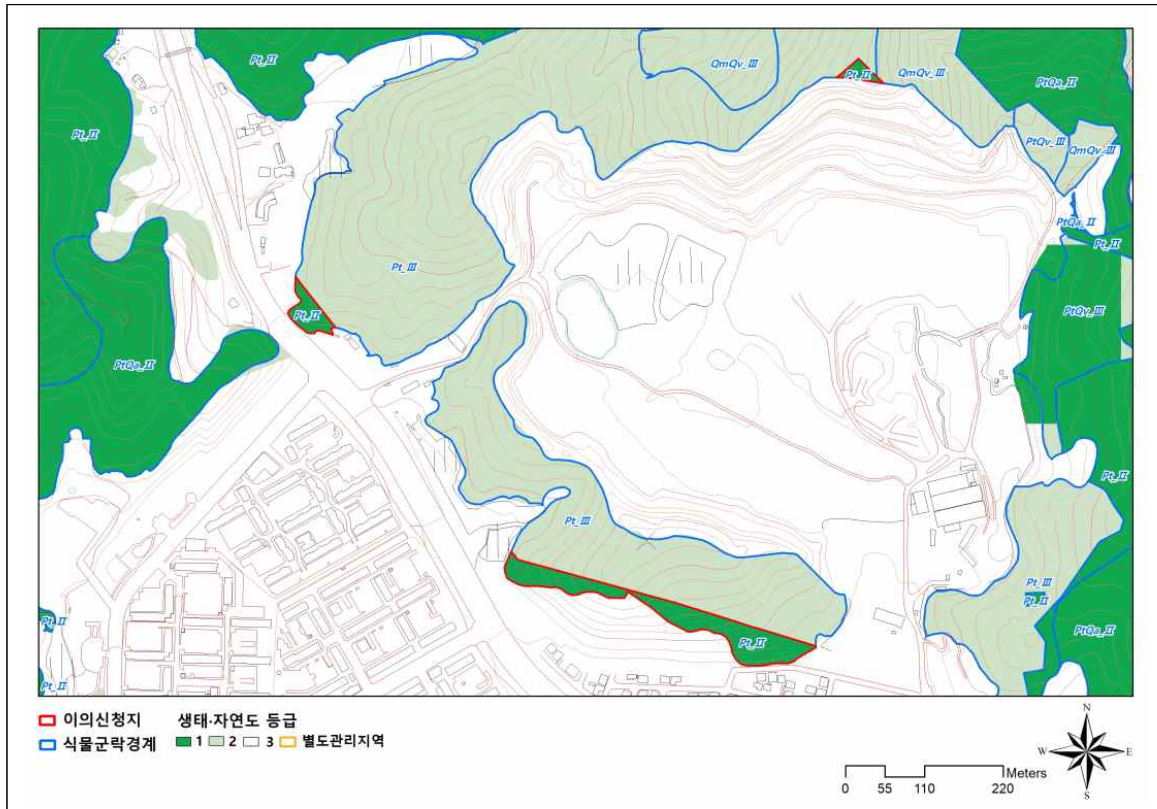 Pt_Ⅱ
QmQv_Ⅲ
Pt_Ⅱ
QmQv_Ⅲ
PtQa_Ⅱ
Pt_Ⅱ
PtQv_Ⅲ
QmQv_Ⅲ
PtQa_Ⅱ
Pt_Ⅱ
Pt_Ⅲ
PtQv_Ⅲ
Pt_Ⅱ
PtQa_Ⅱ
Pt_Ⅱ
Pt_Ⅲ
Pt_Ⅲ
Pt_Ⅱ
Pt_Ⅱ
PtQa_Ⅱ
Pt_Ⅱ
Pt_Ⅱ
이의신청지 생태·자연도 등급
식물군락경계 1 2 3 별도관리지역
N
W E
S
Meters
0 55 110 220